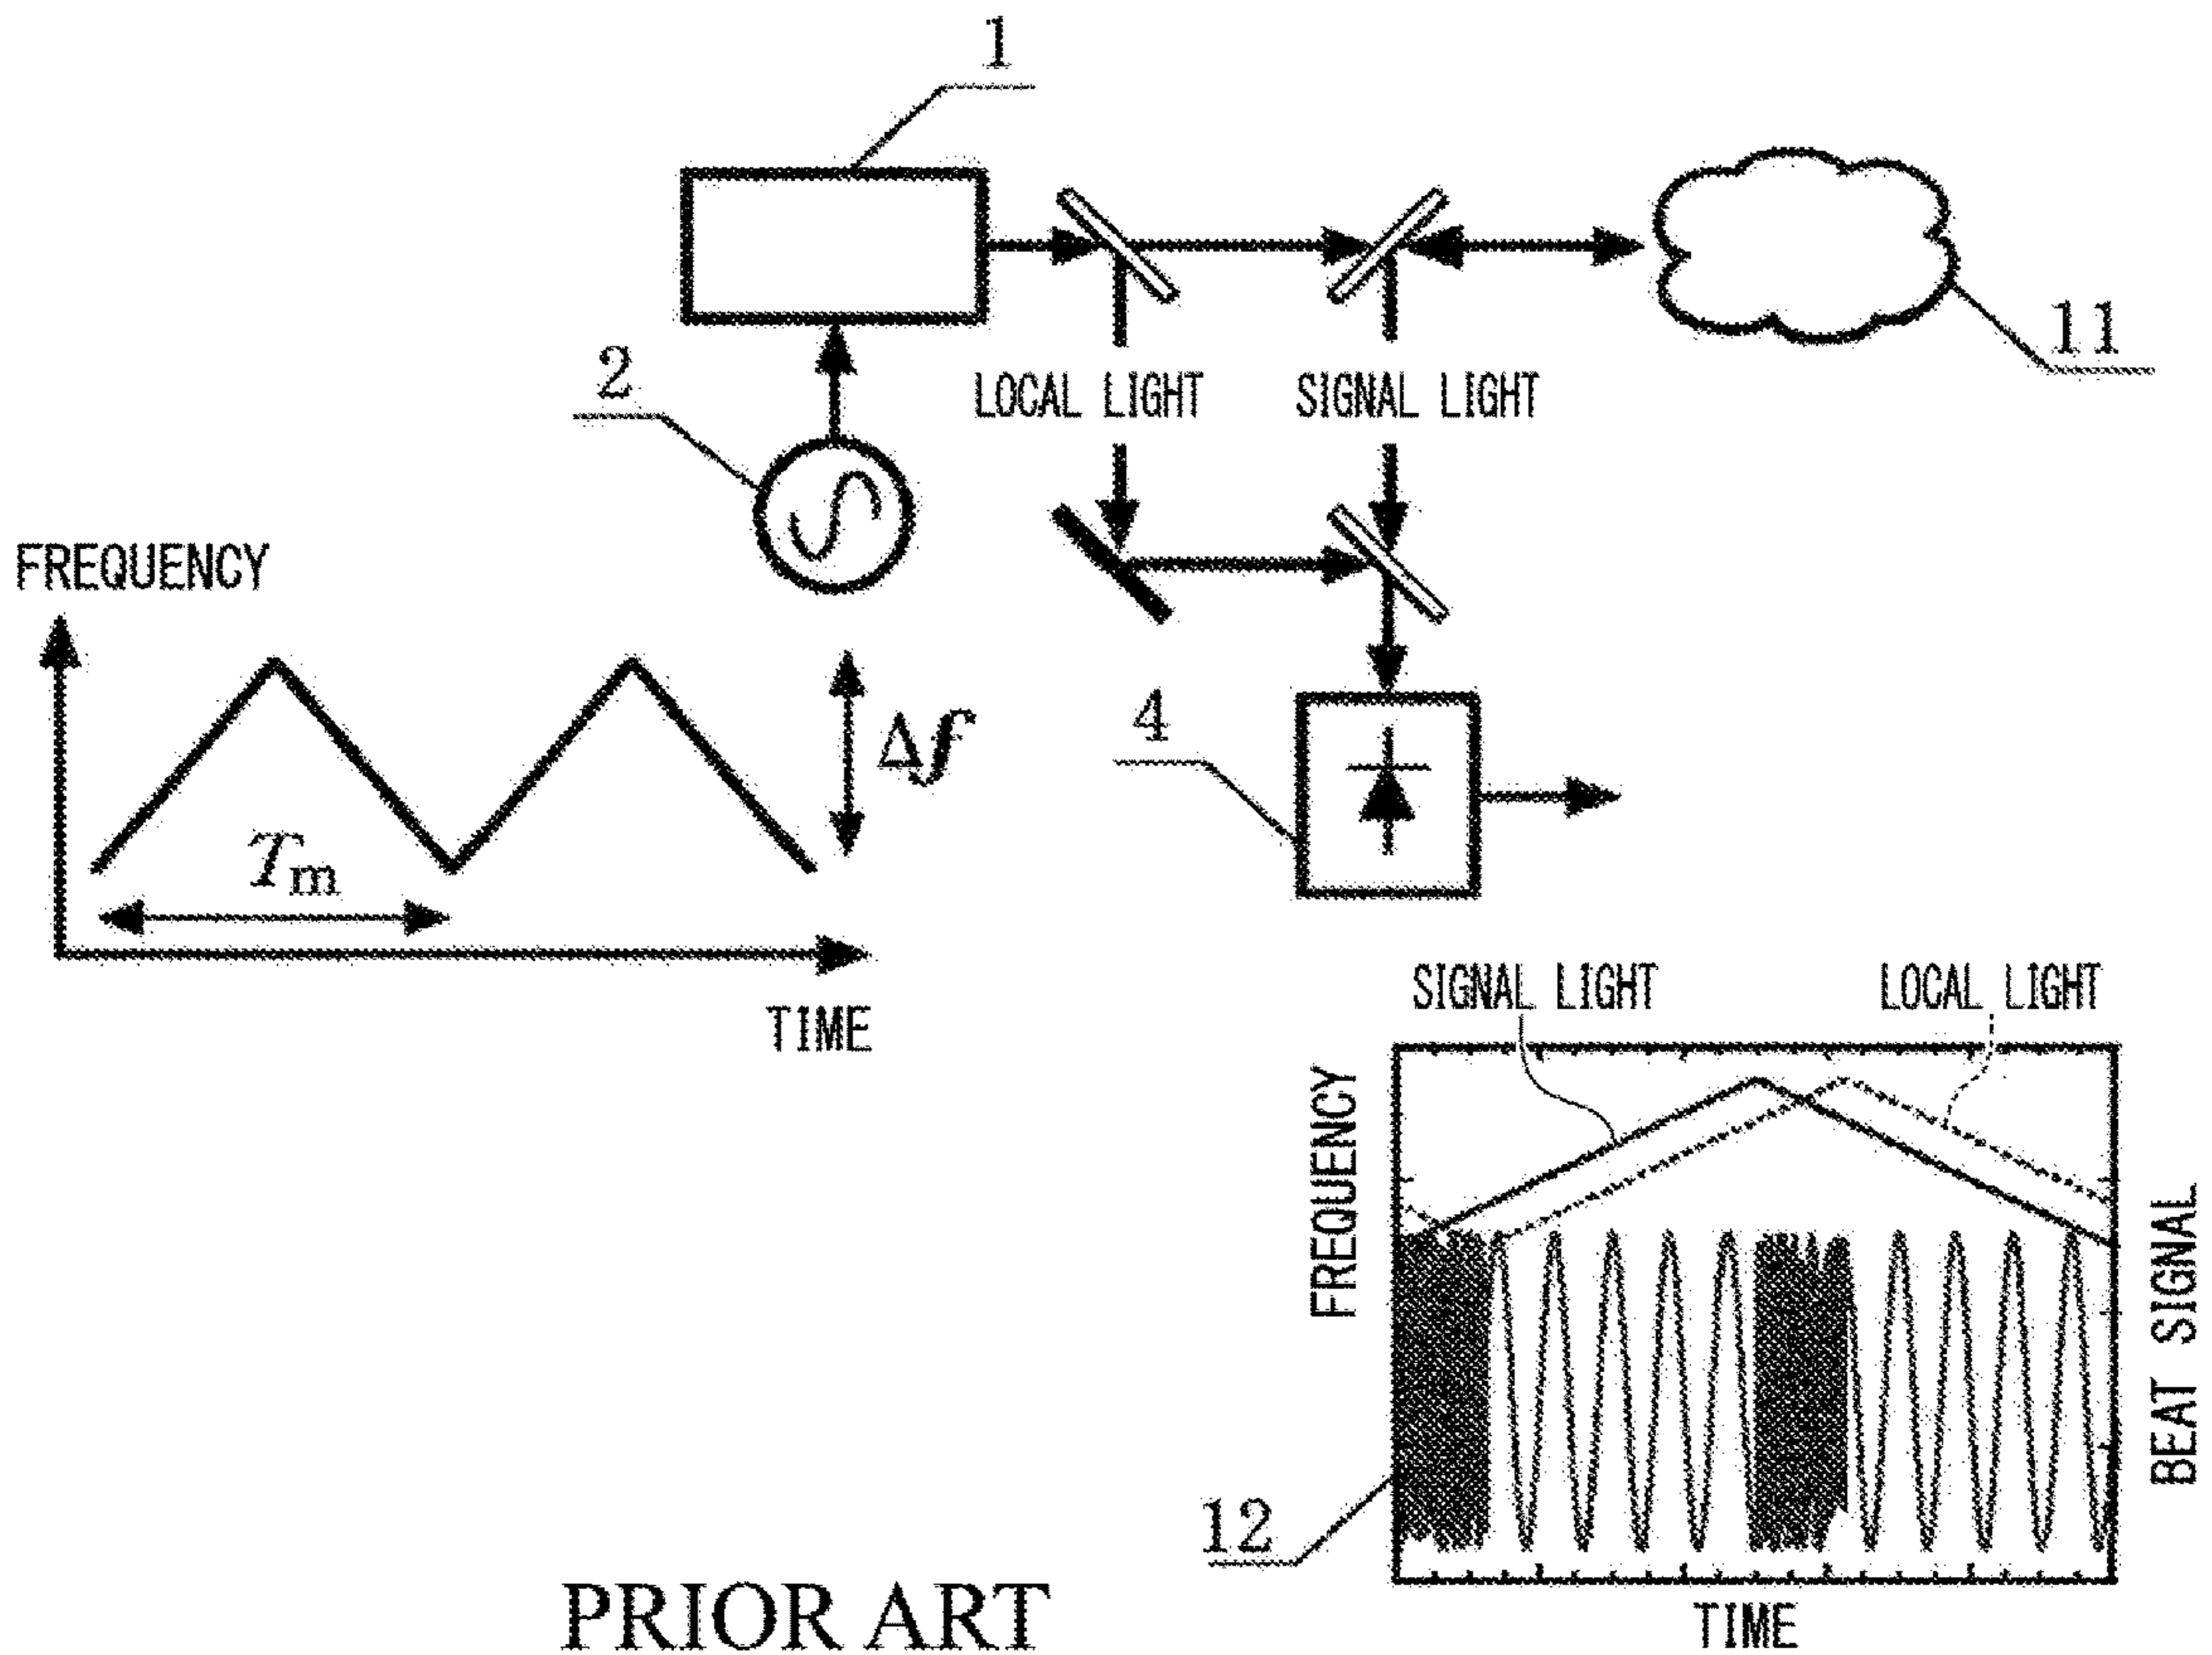 1
11
2
LOCAL LIGHT
SIGNAL LIGHT
FREQUENCY
Δf
4
Tm
TIME
SIGNAL LIGHT
LOCAL LIGHT
FREQUENCY
BEAT SIGNAL
12
TIME
PRIOR ART